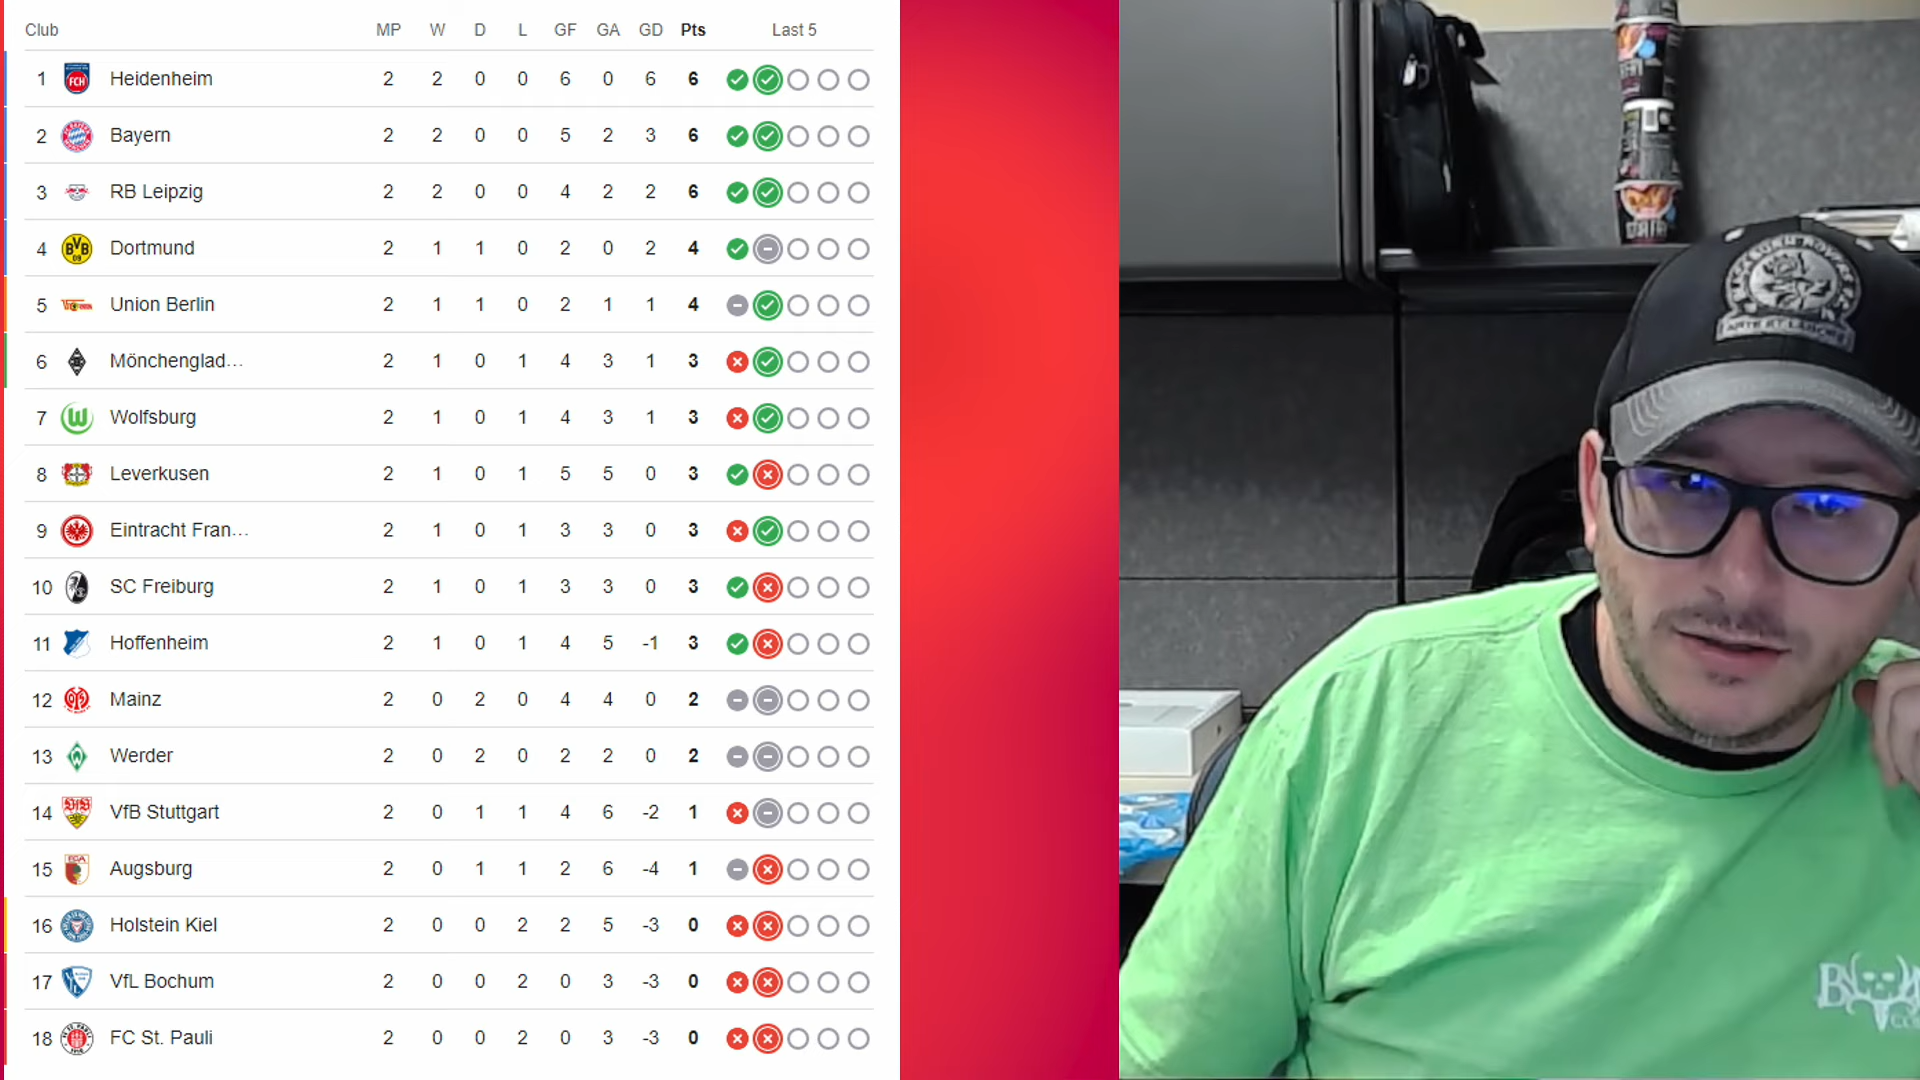 Club MP W D L GF GA GD Pts Last 5
1 Heidenheim 2 2 0 0 6 0 6 6
2 Bayern 2 2 0 0 5 2 3 6
3 RB Leipzig 2 2 0 0 4 2 2 6
4 Dortmund 2 1 1 0 2 0 2 4
5 Union Berlin 2 1 1 0 2 1 1 4
6 Mönchenglad... 2 1 0 1 4 3 1 3
7 Wolfsburg 2 1 0 1 4 3 1 3
8 Leverkusen 2 1 0 1 5 5 0 3
9 Eintracht Fran... 2 1 0 1 3 3 0 3
10 SC Freiburg 2 1 0 1 3 3 0 3
11 Hoffenheim 2 1 0 1 4 5 -1 3
12 Mainz 2 0 2 0 4 4 0 2
13 Werder 2 0 2 0 2 2 0 2
14 VfB Stuttgart 2 0 1 1 4 6 -2 1
15 Augsburg 2 0 1 1 2 6 -4 1
16 Holstein Kiel 2 0 0 2 2 5 -3 0
17 VfL Bochum 2 0 0 2 0 3 -3 0
18 FC St. Pauli 2 0 0 2 0 3 -3 0
FCH
BVB
09